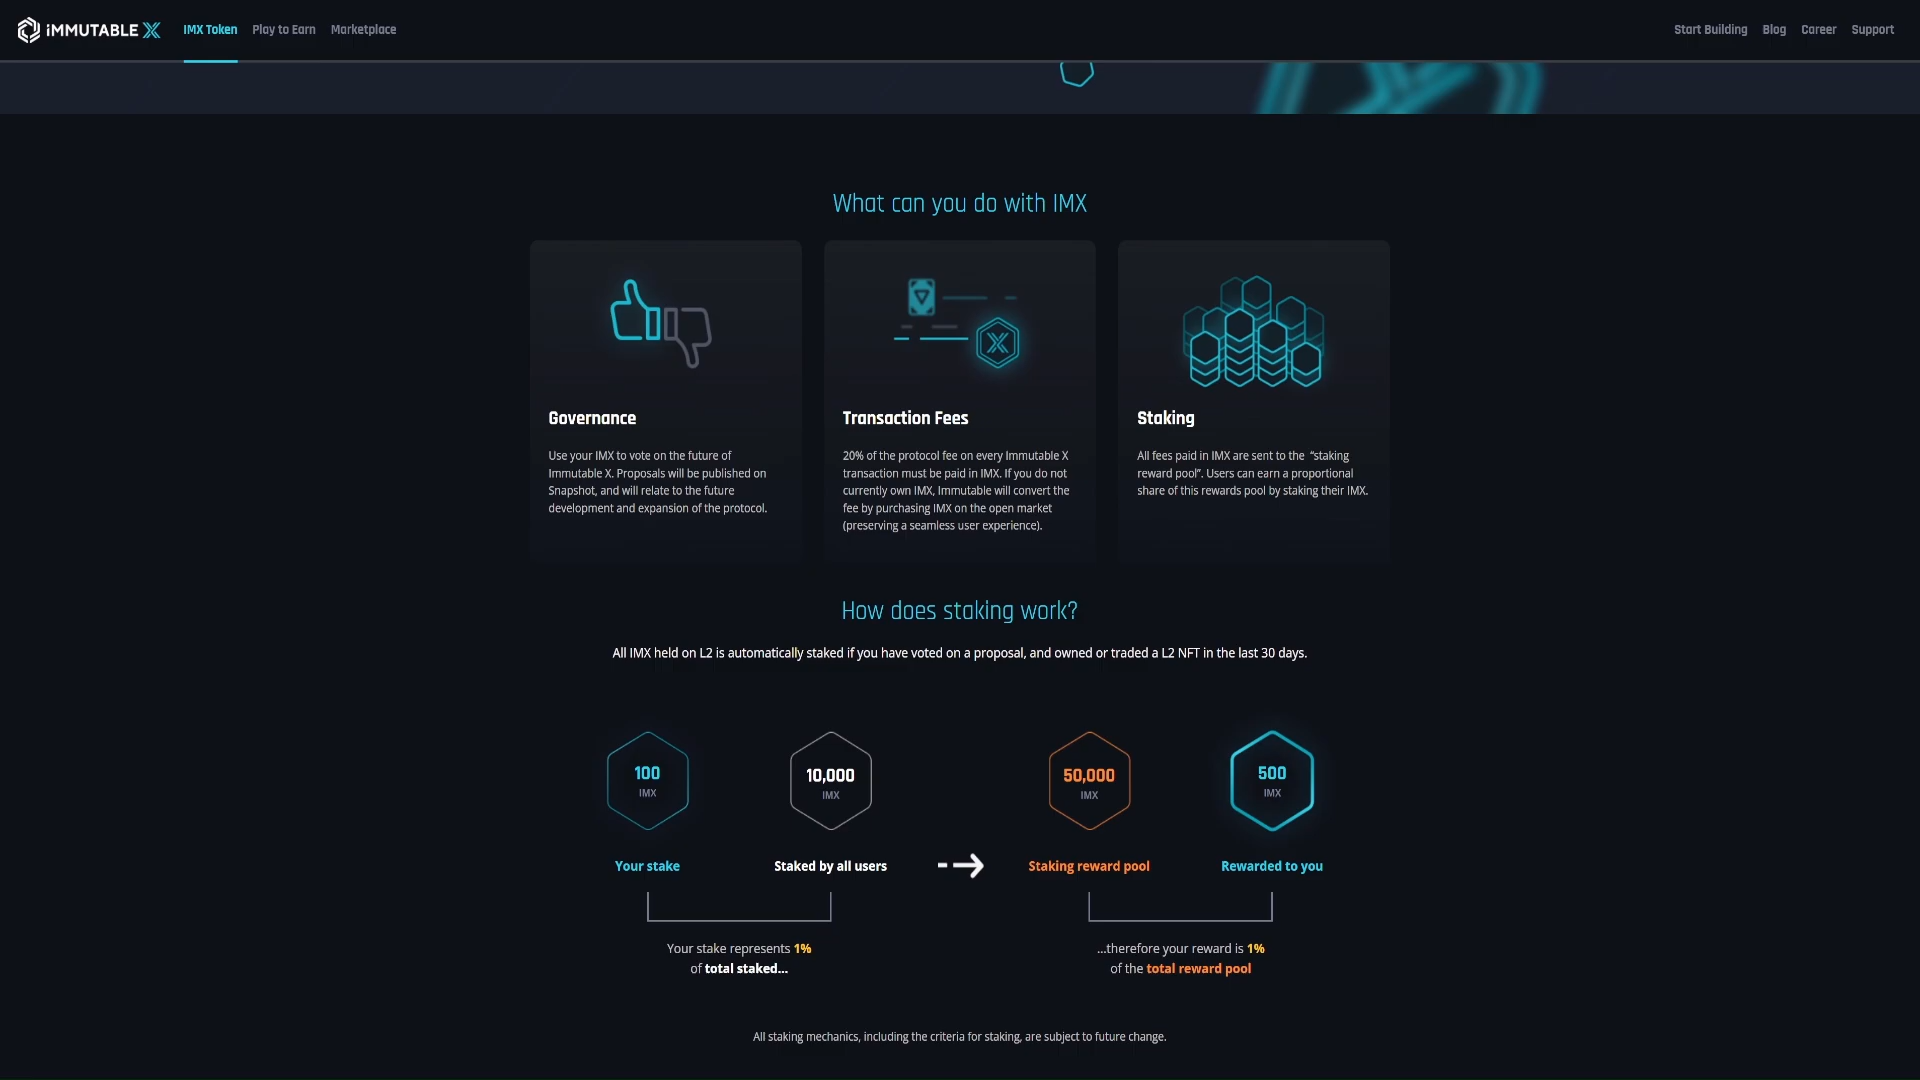 iMMUTABLE X IMX Token Play to Earn Marketplace Start Building Blog Career Support
What can you do with IMX
Governance
Use your IMX to vote on the future of
Immutable X. Proposals will be published on
Snapshot, and will relate to the future
development and expansion of the protocol.
Transaction Fees
20% of the protocol fee on every Immutable X
transaction must be paid in IMX. If you do not
currently own IMX, Immutable will convert the
fee by purchasing IMX on the open market
(preserving a seamless user experience).
Staking
All fees paid in IMX are sent to the “staking
reward pool”. Users can earn a proportional
share of this rewards pool by staking their IMX.
How does staking work?
All IMX held on L2 is automatically staked if you have voted on a proposal, and owned or traded a L2 NFT in the last 30 days.
100
IMX
Your stake
10,000
IMX
Staked by all users
50,000
IMX
Staking reward pool
500
IMX
Rewarded to you
Your stake represents 1%
of total staked...
...therefore your reward is 1%
of the total reward pool
All staking mechanics, including the criteria for staking, are subject to future change.